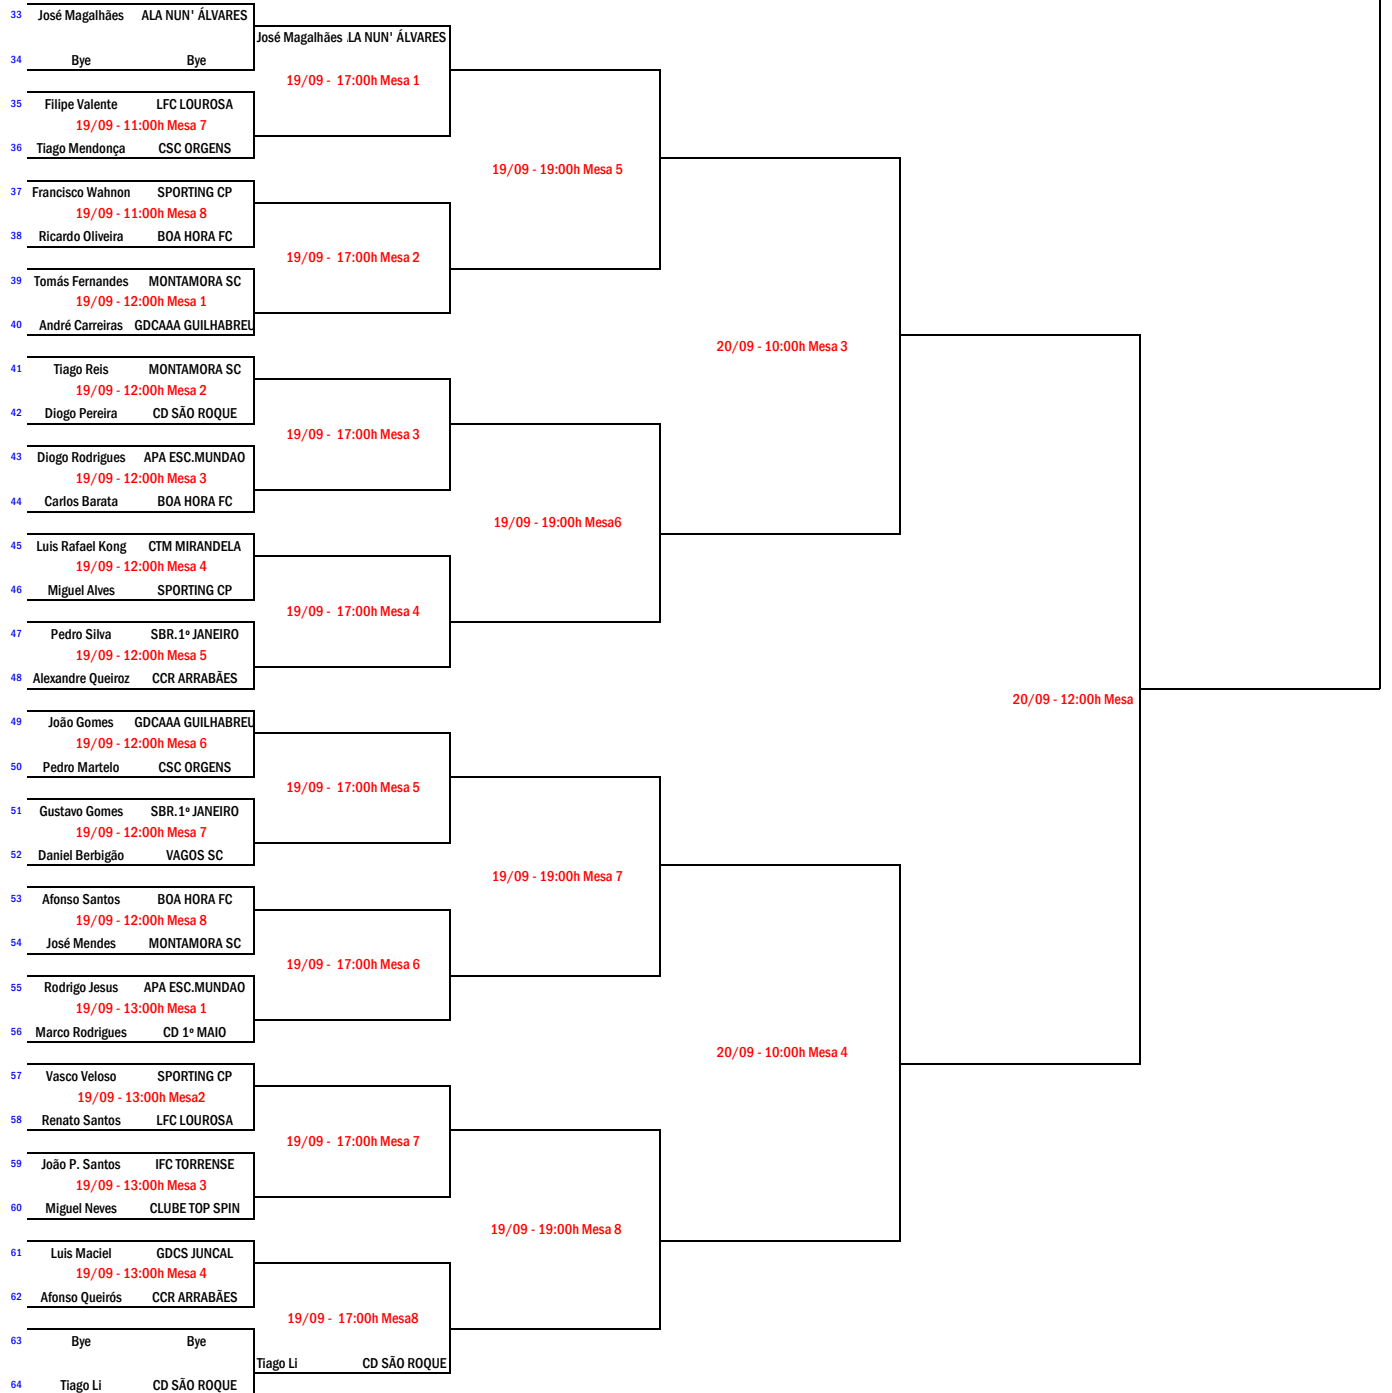 33 José Magalhães ALA NUN' ÁLVARES
José Magalhães LA NUN' ÁLVARES
34 Bye Bye
19/09 - 17:00h Mesa 1
35 Filipe Valente LFC LOUROSA
19/09 - 11:00h Mesa 7
36 Tiago Mendonça CSC ORGENS
19/09 - 19:00h Mesa 5
37 Francisco Wahnon SPORTING CP
19/09 - 11:00h Mesa 8
38 Ricardo Oliveira BOA HORA FC
19/09 - 17:00h Mesa 2
39 Tomás Fernandes MONTAMORA SC
19/09 - 12:00h Mesa 1
40 André Carreiras GDCAAA GUILHABREU
20/09 - 10:00h Mesa 3
41 Tiago Reis MONTAMORA SC
19/09 - 12:00h Mesa 2
42 Diogo Pereira CD SÃO ROQUE
19/09 - 17:00h Mesa 3
43 Diogo Rodrigues APA ESC.MUNDAO
19/09 - 12:00h Mesa 3
44 Carlos Barata BOA HORA FC
19/09 - 19:00h Mesa6
45 Luis Rafael Kong CTM MIRANDELA
19/09 - 12:00h Mesa 4
46 Miguel Alves SPORTING CP
19/09 - 17:00h Mesa 4
47 Pedro Silva SBR.1º JANEIRO
19/09 - 12:00h Mesa 5
48 Alexandre Queiroz CCR ARRABÃES
20/09 - 12:00h Mesa
49 João Gomes GDCAAA GUILHABREU
19/09 - 12:00h Mesa 6
50 Pedro Martelo CSC ORGENS
19/09 - 17:00h Mesa 5
51 Gustavo Gomes SBR.1º JANEIRO
19/09 - 12:00h Mesa 7
52 Daniel Berbigão VAGOS SC
19/09 - 19:00h Mesa 7
53 Afonso Santos BOA HORA FC
19/09 - 12:00h Mesa 8
54 José Mendes MONTAMORA SC
19/09 - 17:00h Mesa 6
55 Rodrigo Jesus APA ESC.MUNDAO
19/09 - 13:00h Mesa 1
56 Marco Rodrigues CD 1º MAIO
20/09 - 10:00h Mesa 4
57 Vasco Veloso SPORTING CP
19/09 - 13:00h Mesa2
58 Renato Santos LFC LOUROSA
19/09 - 17:00h Mesa 7
59 João P. Santos IFC TORRENSE
19/09 - 13:00h Mesa 3
60 Miguel Neves CLUBE TOP SPIN
19/09 - 19:00h Mesa 8
61 Luis Maciel GDCS JUNCAL
19/09 - 13:00h Mesa 4
62 Afonso Queirós CCR ARRABÃES
19/09 - 17:00h Mesa8
63 Bye Bye
Tiago Li CD SÃO ROQUE
64 Tiago Li CD SÃO ROQUE